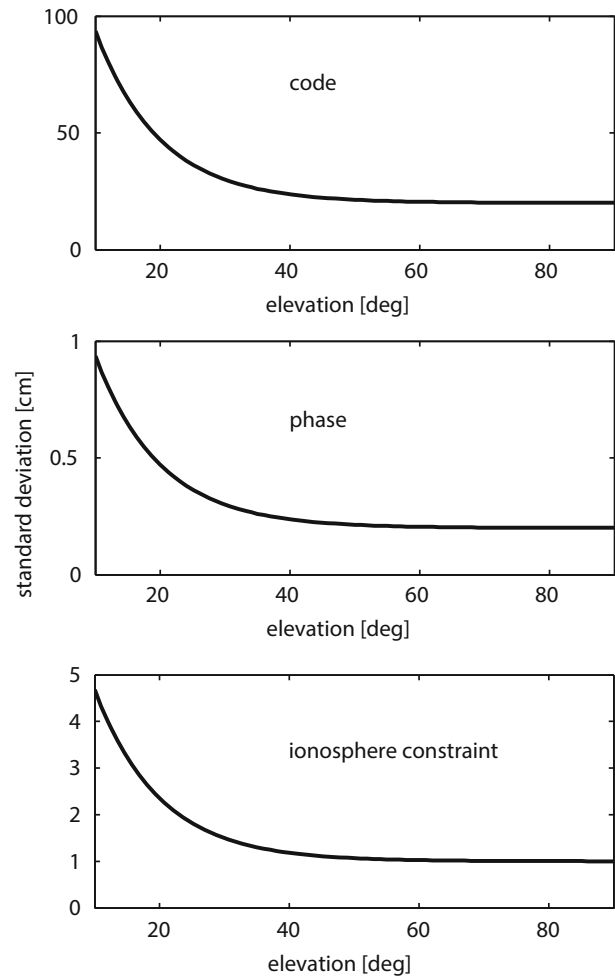 100
50
0
code
20 40 60 80
elevation [deg]
1
0.5
0
phase
20 40 60 80
elevation [deg]
standard deviation [cm]
5
4
3
2
1
0
ionosphere constraint
20 40 60 80
elevation [deg]